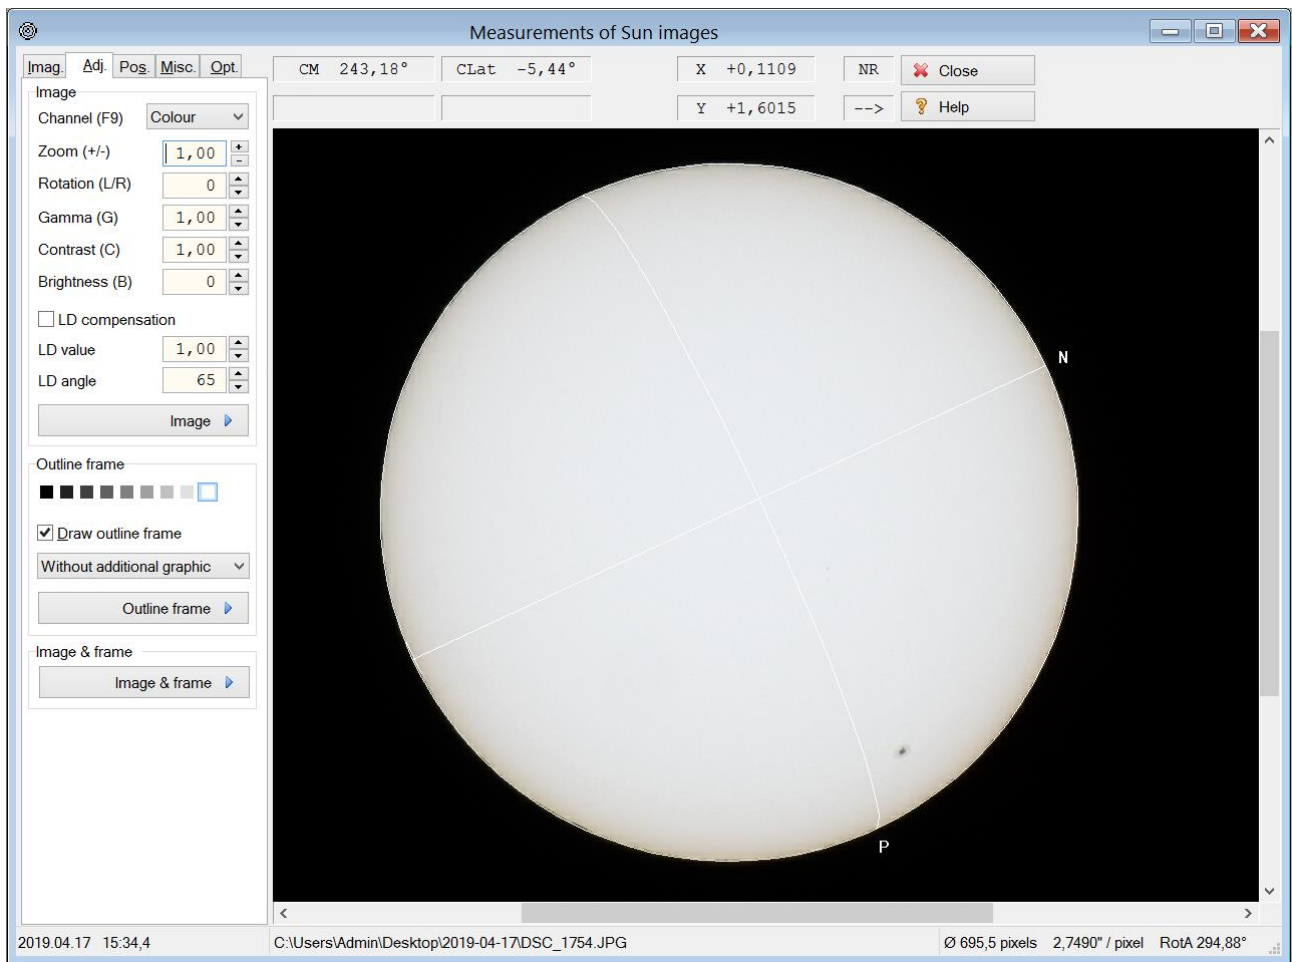 Measurements of Sun images
Imag. Adj. Pos. Misc. Opt.
CM 243,18° CLat -5,44° X +0,1109 NR Close
Y +1,6015 --> Help
Image
Channel (F9) Colour
Zoom (+/-) 1,00
Rotation (L/R) 0
Gamma (G) 1,00
Contrast (C) 1,00
Brightness (B) 0
LD compensation
LD value 1,00
LD angle 65
Image
Outline frame
Draw outline frame
Without additional graphic
Outline frame
Image & frame
Image & frame
N
P
2019.04.17 15:34,4 C:\Users\Admin\Desktop\2019-04-17\DSC_1754.JPG Ø 695,5 pixels 2,7490" / pixel RotA 294,88°